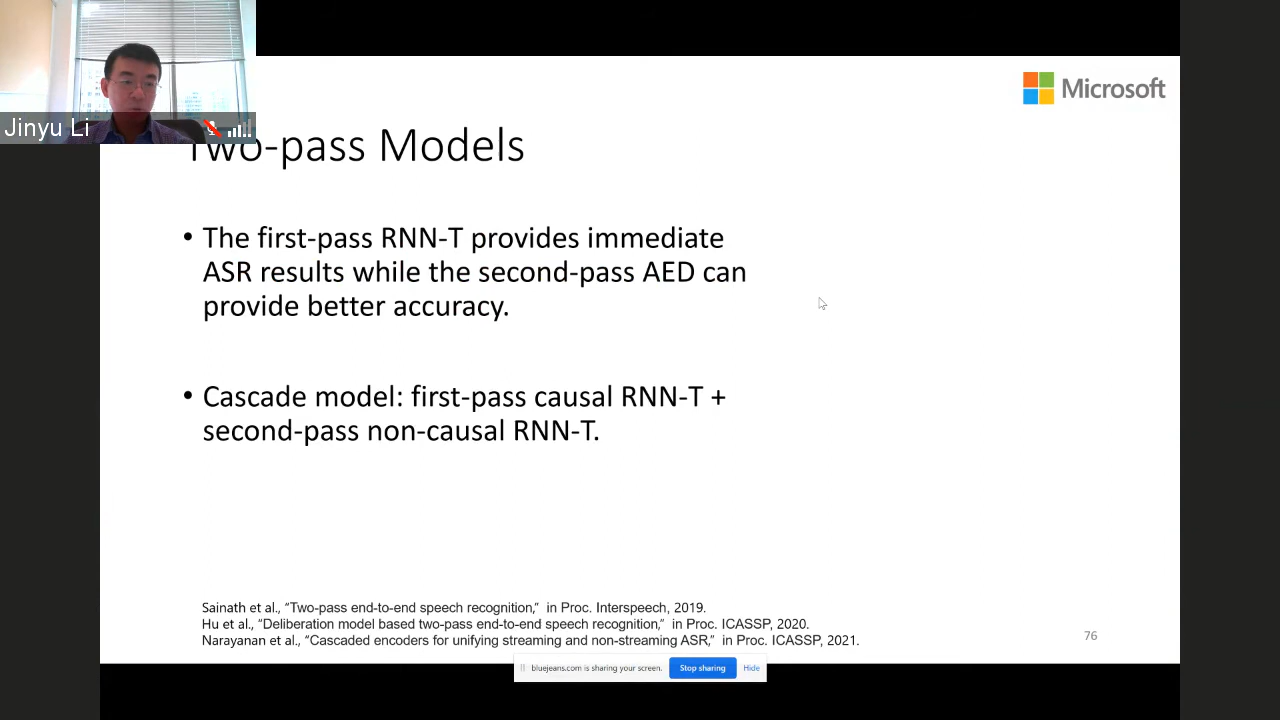 Microsoft
Jinyu Li
Two-pass Models
• The first-pass RNN-T provides immediate
ASR results while the second-pass AED can
provide better accuracy.
• Cascade model: first-pass causal RNN-T +
second-pass non-causal RNN-T.
Sainath et al., “Two-pass end-to-end speech recognition,” in Proc. Interspeech, 2019.
Hu et al., “Deliberation model based two-pass end-to-end speech recognition,” in Proc. ICASSP, 2020.
Narayanan et al., “Cascaded encoders for unifying streaming and non-streaming ASR,” in Proc. ICASSP, 2021.
76
bluejeans.com is sharing your screen. Stop sharing Hide